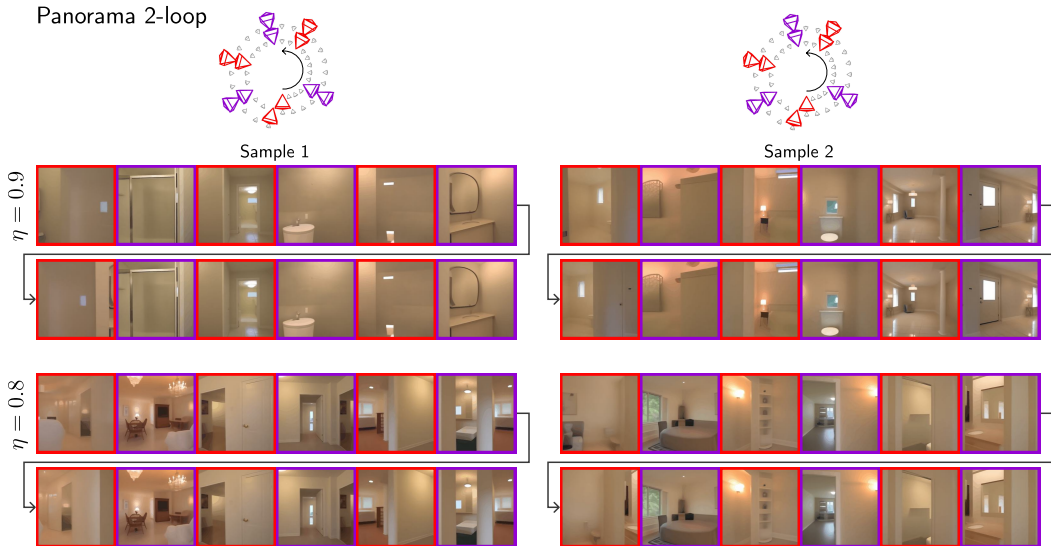 Panorama 2-loop
Sample 1
Sample 2
η = 0.9
η = 0.8